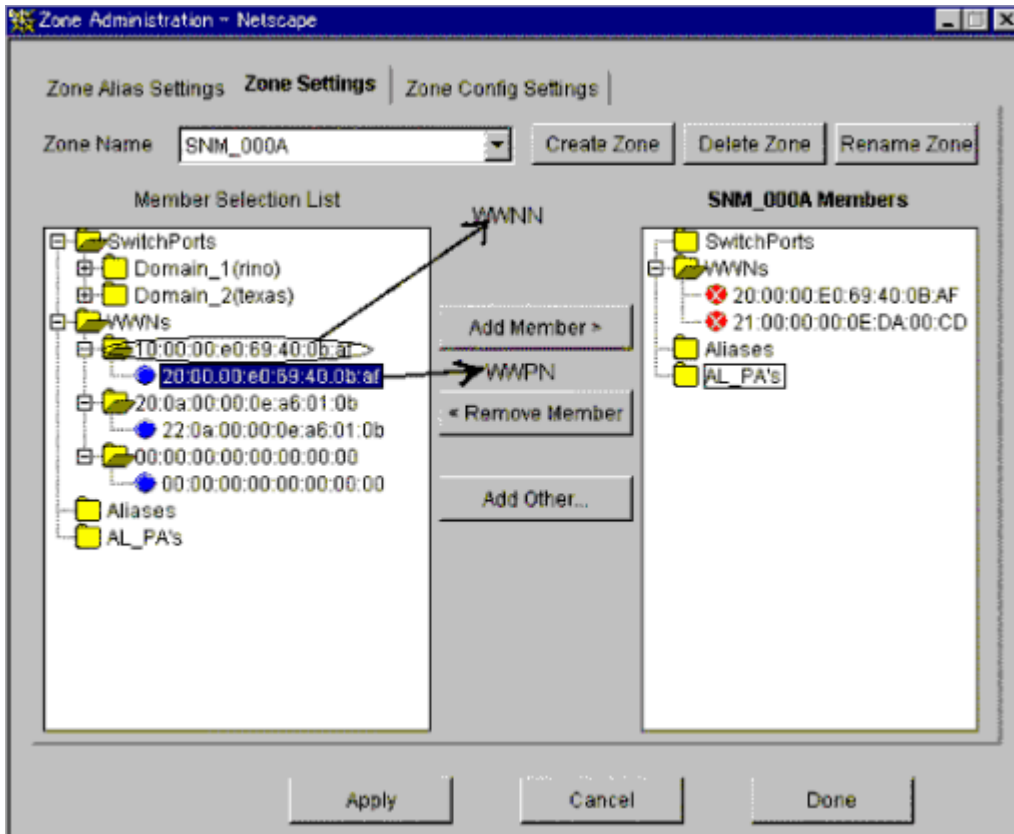 Zone Administration - Netscape
Zone Alias Settings Zone Settings Zone Config Settings
Zone Name SNM_000A Create Zone Delete Zone Rename Zone
Member Selection List
SwitchPorts
Domain_1(rino)
Domain_2(texas)
WWNs
10:00:00:e0:69:40:0b:af
20:00:00:e0:69:40:0b:af
20:0a:00:00:0e:a6:01:0b
22:0a:00:00:0e:a6:01:0b
00:00:00:00:00:00:00:00
00:00:00:00:00:00:00:00
Aliases
AL_PA's
WWNN
Add Member >
WWPN
< Remove Member
Add Other...
SNM_000A Members
SwitchPorts
WWNs
20:00:00:E0:69:40:0B:AF
21:00:00:00:0E:DA:00:CD
Aliases
AL_PA's
Apply Cancel Done